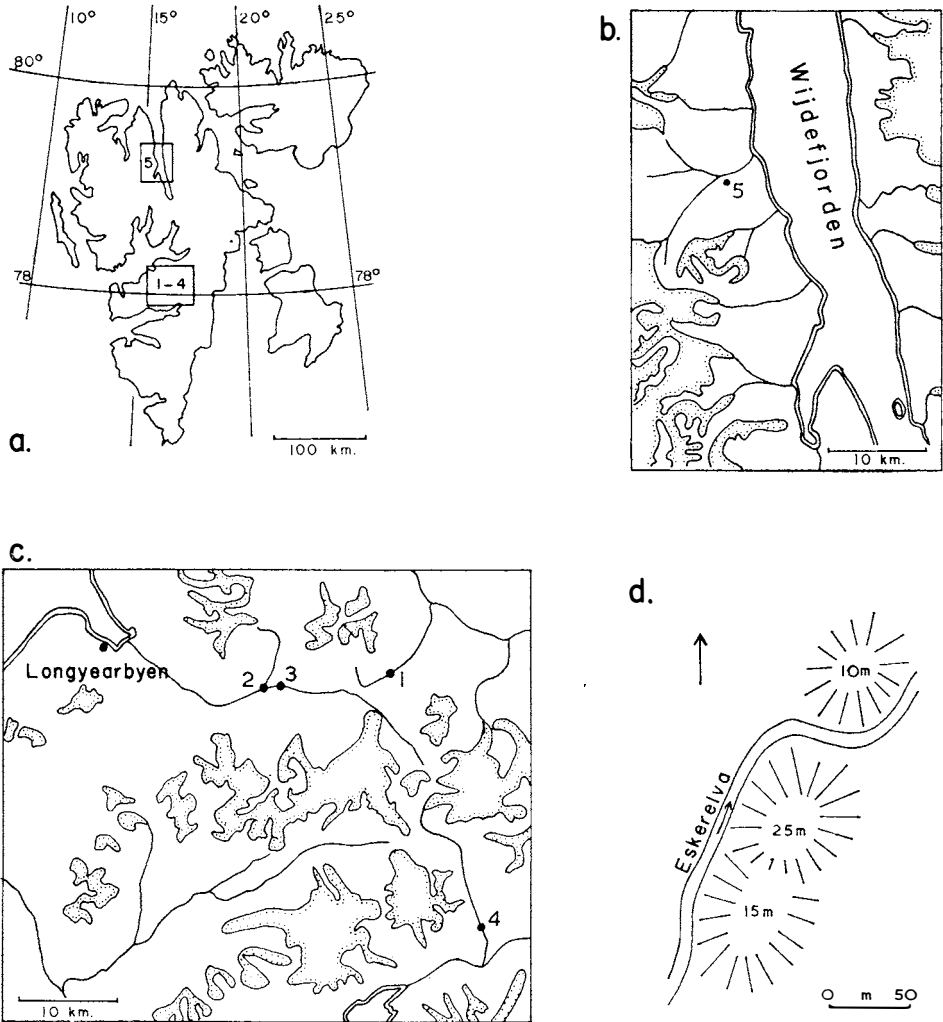 10° 15° 20° 25°
80°
5
78
1-4
78°
a.
100 km.
b.
Wijdefjorden
5
10 km.
c.
Longyearbyen
2 3 1
4
10 km.
d.
10m
Eskerelva
25m
15m
0 m 50